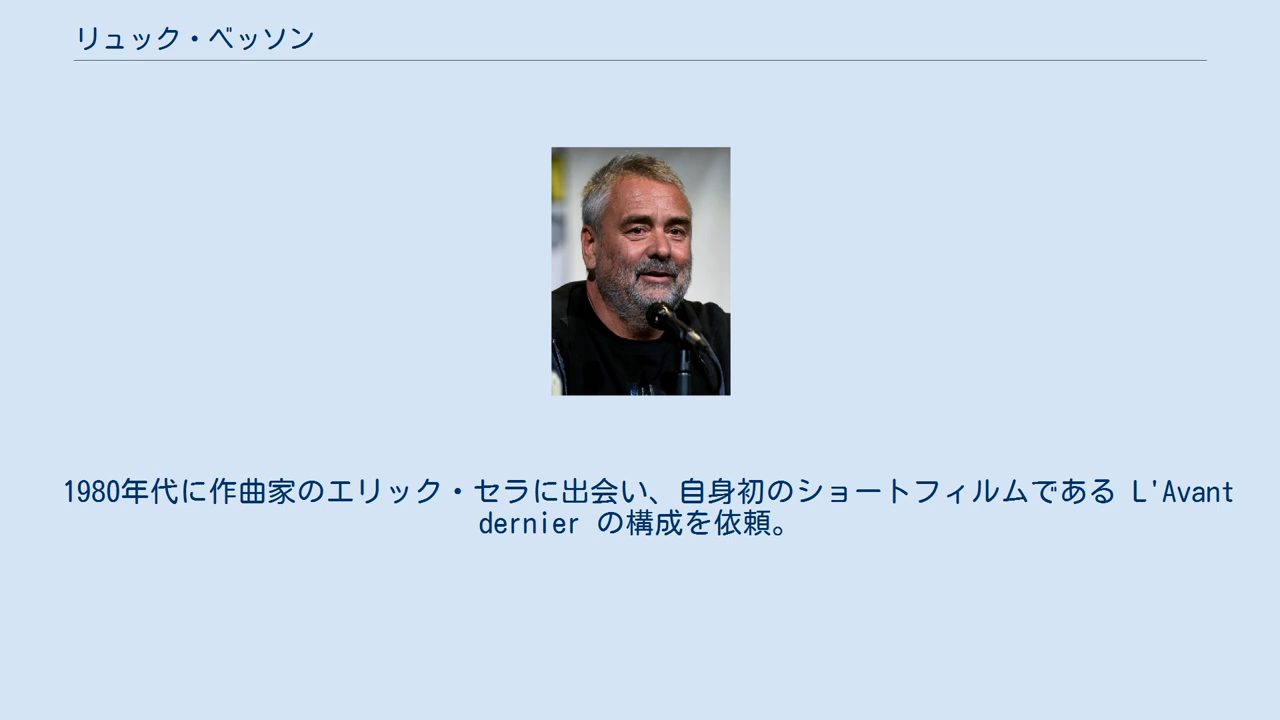 リュック・ベッソン
1980年代に作曲家のエリック・セラに出会い、自身初のショートフィルムである L'Avant
dernier の構成を依頼。